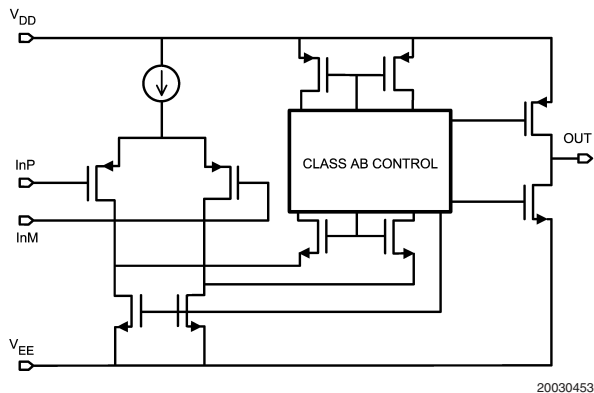 VDD
InP
InM
CLASS AB CONTROL
OUT
VEE
20030453